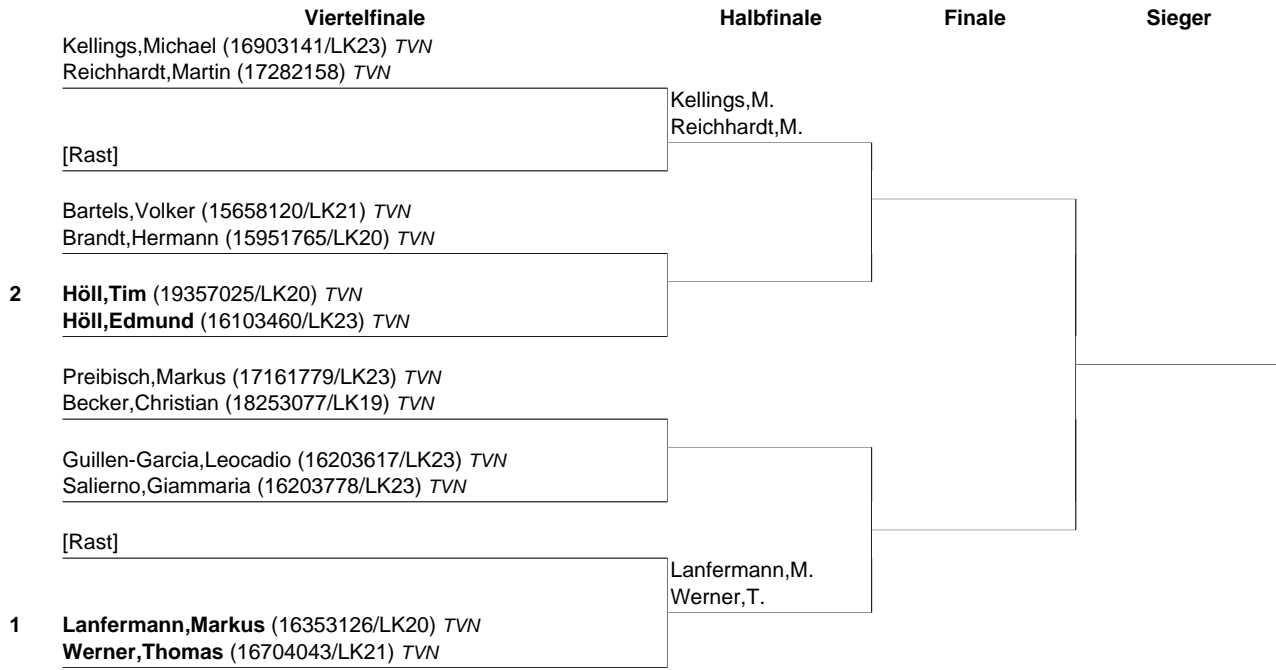 Viertelfinale Halbfinale Finale Sieger
Kellings,Michael (16903141/LK23) TVN
Reichhardt,Martin (17282158) TVN
Kellings,M.
Reichhardt,M.
[Rast]
Bartels,Volker (15658120/LK21) TVN
Brandt,Hermann (15951765/LK20) TVN
2 Höll,Tim (19357025/LK20) TVN
Höll,Edmund (16103460/LK23) TVN
Preibisch,Markus (17161779/LK23) TVN
Becker,Christian (18253077/LK19) TVN
Guillen-Garcia,Leocadio (16203617/LK23) TVN
Salierno,Giammaria (16203778/LK23) TVN
[Rast]
Lanfermann,M.
Werner,T.
1 Lanfermann,Markus (16353126/LK20) TVN
Werner,Thomas (16704043/LK21) TVN